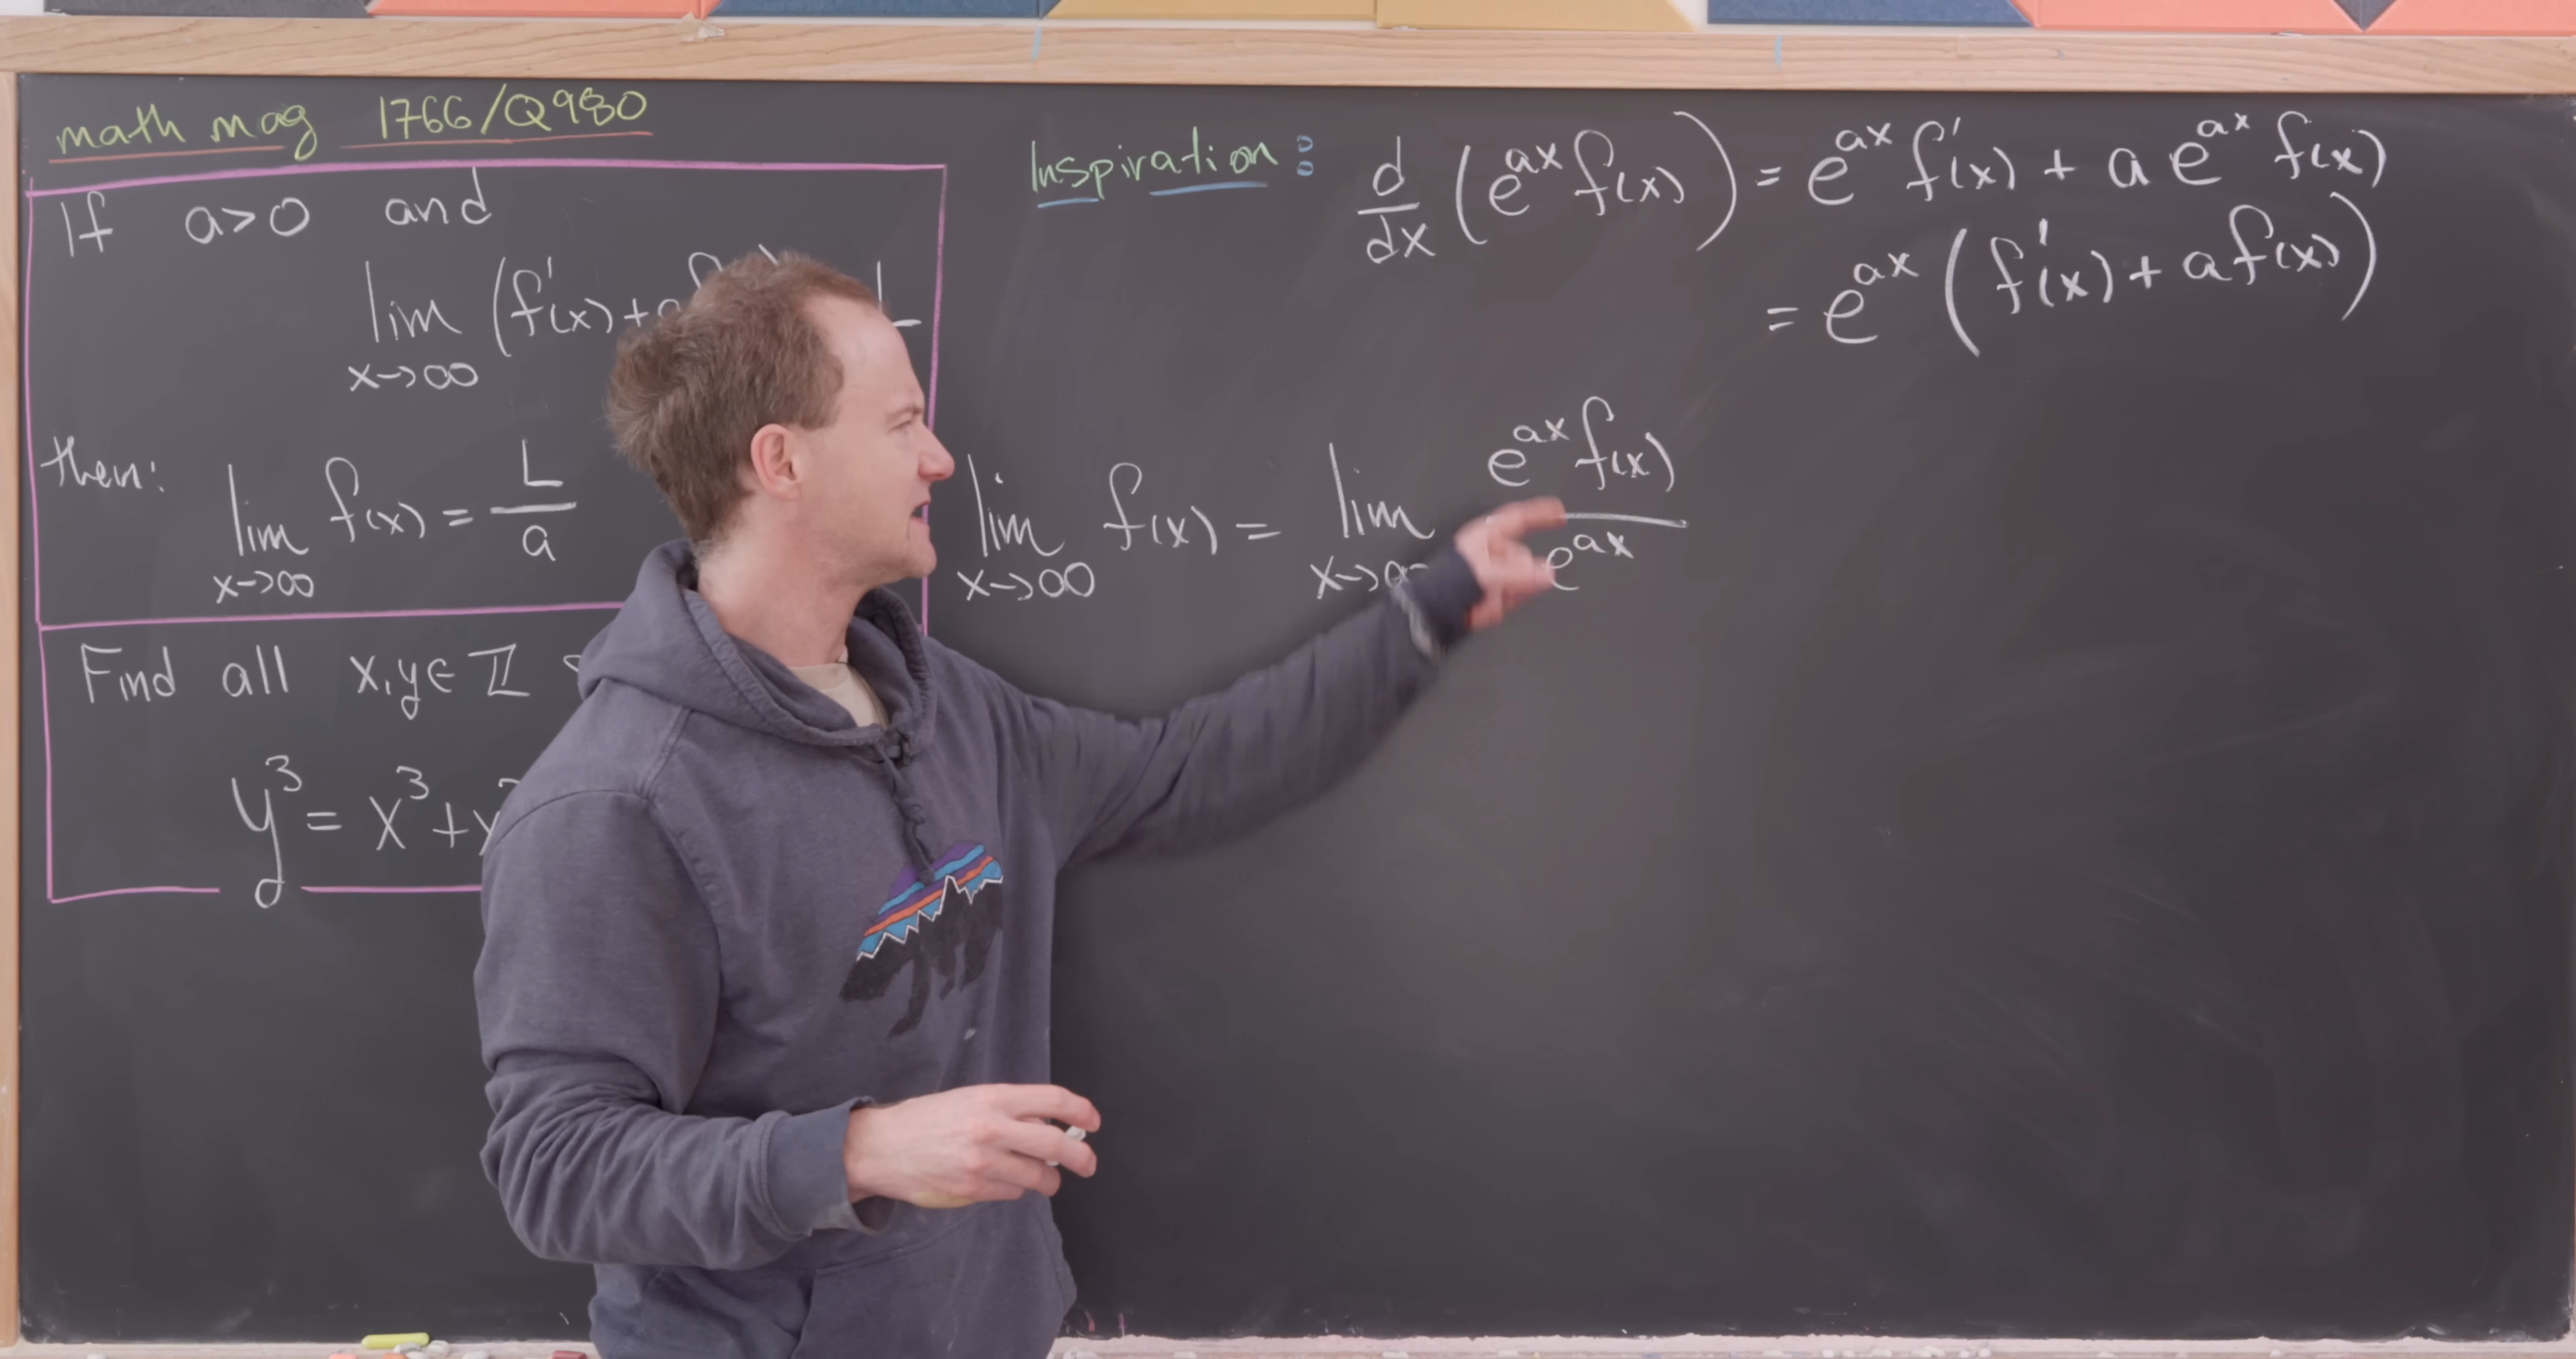 math mag 1766/Q980
If a>0 and
lim (f'(x)+a
x→∞
then: lim f(x) = L/a
x→∞
Find all x,y∈ℤ
y³ = x³+
Inspiration: d/dx (e^{ax} f(x)) = e^{ax} f'(x) + a e^{ax} f(x)
= e^{ax} (f'(x) + a f(x))
lim f(x) = lim e^{ax} f(x) / e^{ax}
x→∞ x→